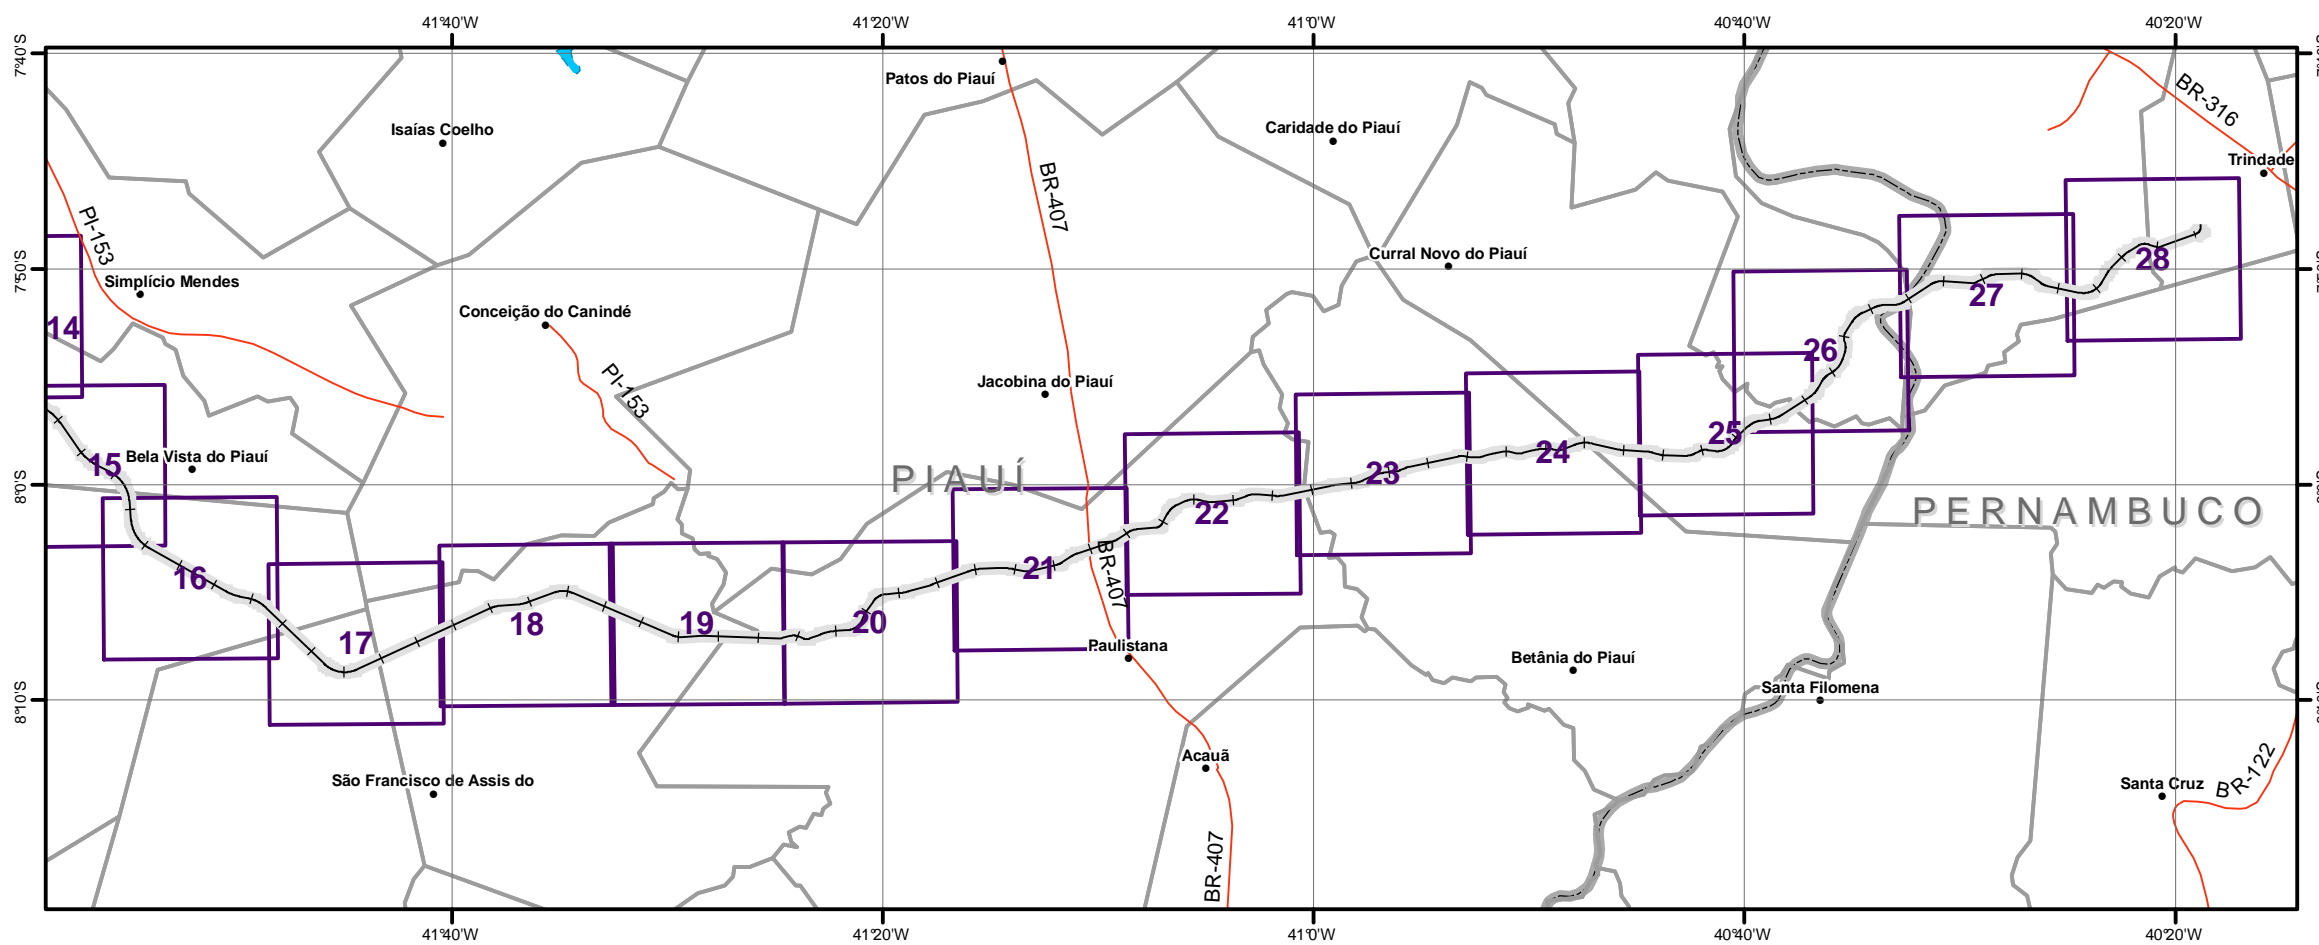 41°40'W 41°20'W 41°0'W 40°40'W 40°20'W
7°40'S
Patos do Piauí
BR-316
Isaías Coelho
Caridade do Piauí
Trindade
BR-407
PI-153
Curral Novo do Piauí
7°50'S
28
Simplício Mendes
27
Conceição do Canindé
14
26
PI-153
Jacobina do Piauí
25
15
Bela Vista do Piauí
24
23
PIAUÍ
8°0'S
22
PERNAMBUCO
BR-407
21
16
20
19
18
17
Paulistana
Betânia do Piauí
Santa Filomena
8°10'S
Acauã
São Francisco de Assis do
Santa Cruz
BR-122
BR-407
41°40'W 41°20'W 41°0'W 40°40'W 40°20'W